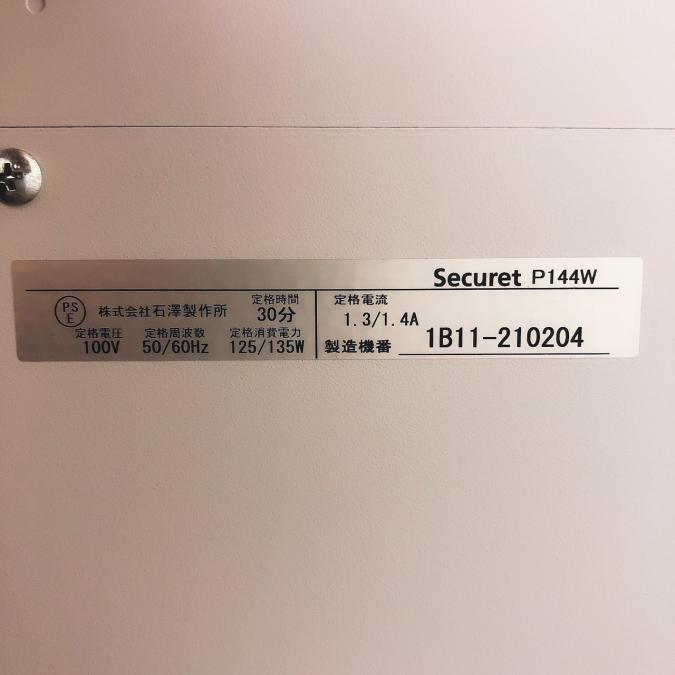 Securet P144W
PSE 株式会社石澤製作所 定格時間 30分
定格電圧 100V 定格周波数 50/60Hz 定格消費電力 125/135W
定格電流 1.3/1.4A
製造機番 1B11-210204